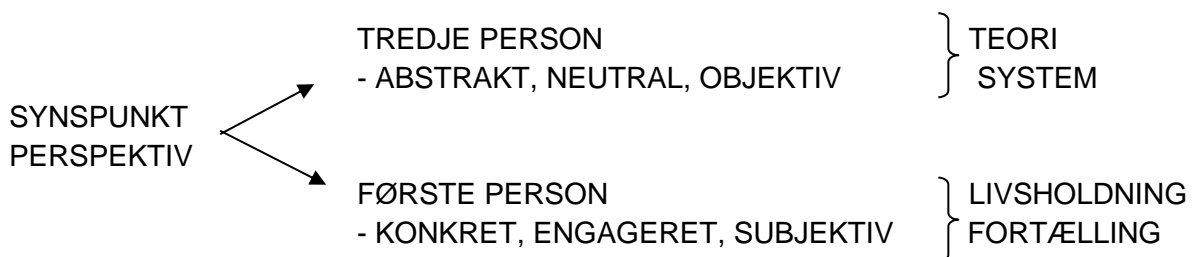 TREDJE PERSON
- ABSTRAKT, NEUTRAL, OBJEKTIV
TEORI
SYSTEM
SYNSPUNKT
PERSPEKTIV
FØRSTE PERSON
- KONKRET, ENGAGERET, SUBJEKTIV
LIVSHOLDNING
FORTÆLLING